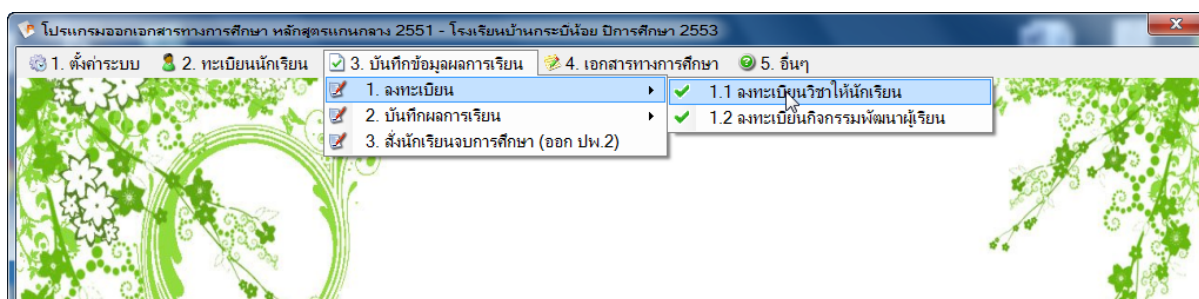 โปรแกรมออกเอกสารทางการศึกษา หลักสูตรแกนกลาง 2551 - โรงเรียนบ้านกระบี่น้อย ปีการศึกษา 2553
1. ตั้งค่าระบบ 2. ทะเบียนนักเรียน 3. บันทึกข้อมูลผลการเรียน 4. เอกสารทางการศึกษา 5. อื่นๆ
1. ลงทะเบียน 1.1 ลงทะเบียนวิชาให้นักเรียน
2. บันทึกผลการเรียน 1.2 ลงทะเบียนกิจกรรมพัฒนาผู้เรียน
3. สั่งนักเรียนจบการศึกษา (ออก ปพ.2)